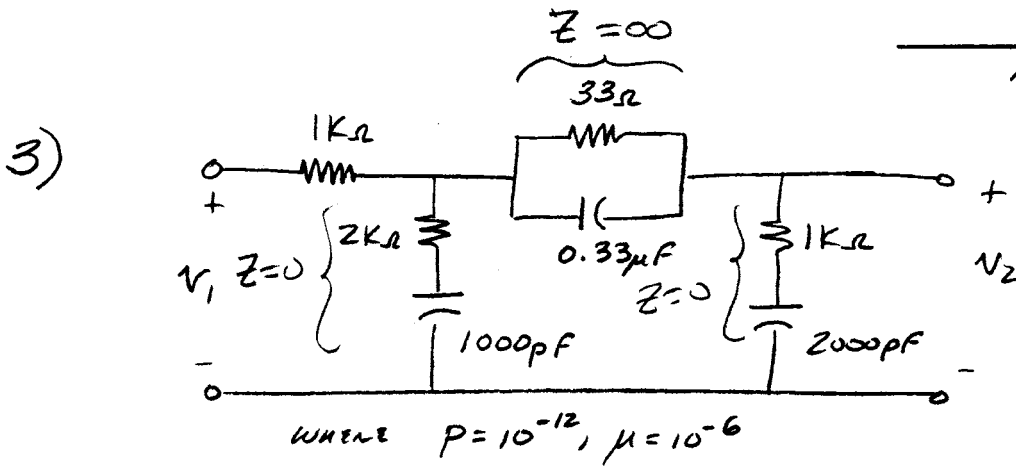 Z = ∞
33Ω
3)
1KΩ
+
+
2KΩ
1KΩ
0.33μF
v₁
Z=0
Z=0
v₂
1000pF
2000pF
-
-
WHERE P = 10⁻¹², μ = 10⁻⁶